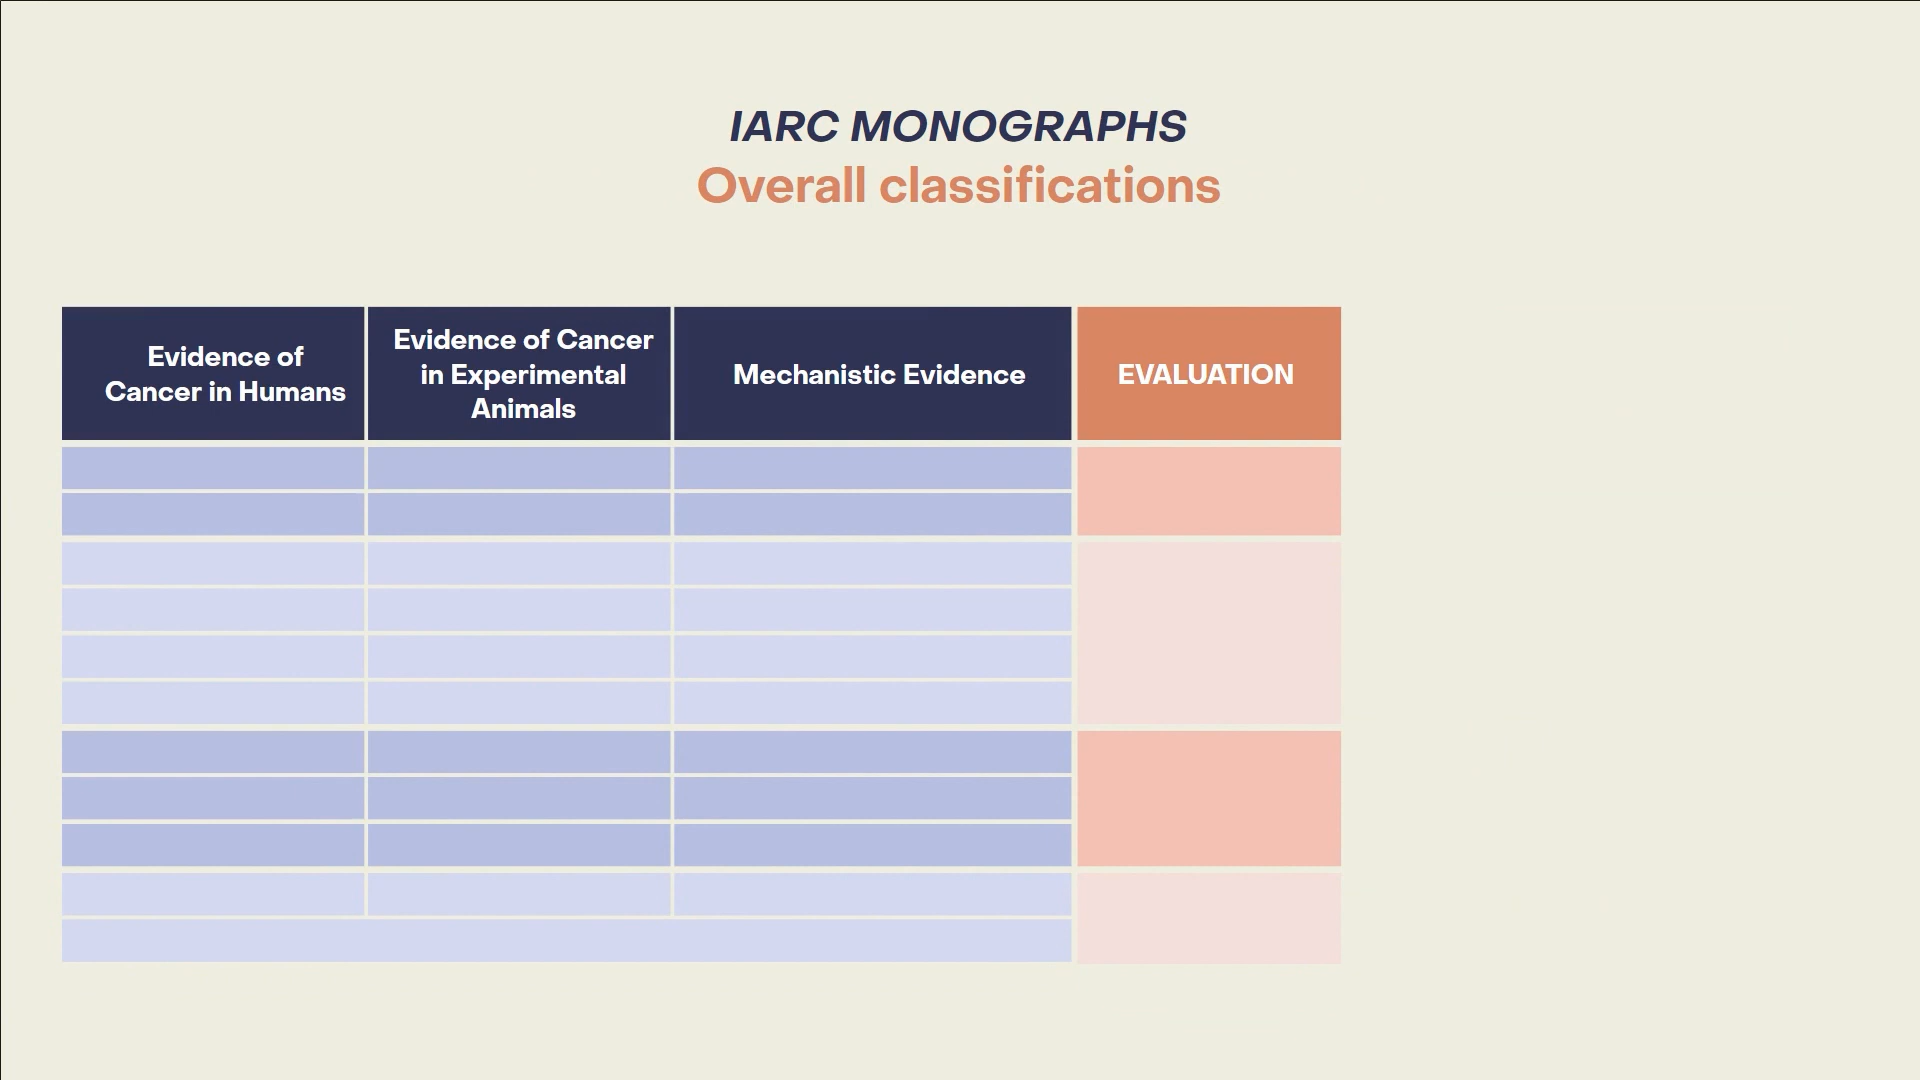 IARC MONOGRAPHS
Overall classifications
Evidence of
Cancer in Humans
Evidence of Cancer
in Experimental
Animals
Mechanistic Evidence
EVALUATION